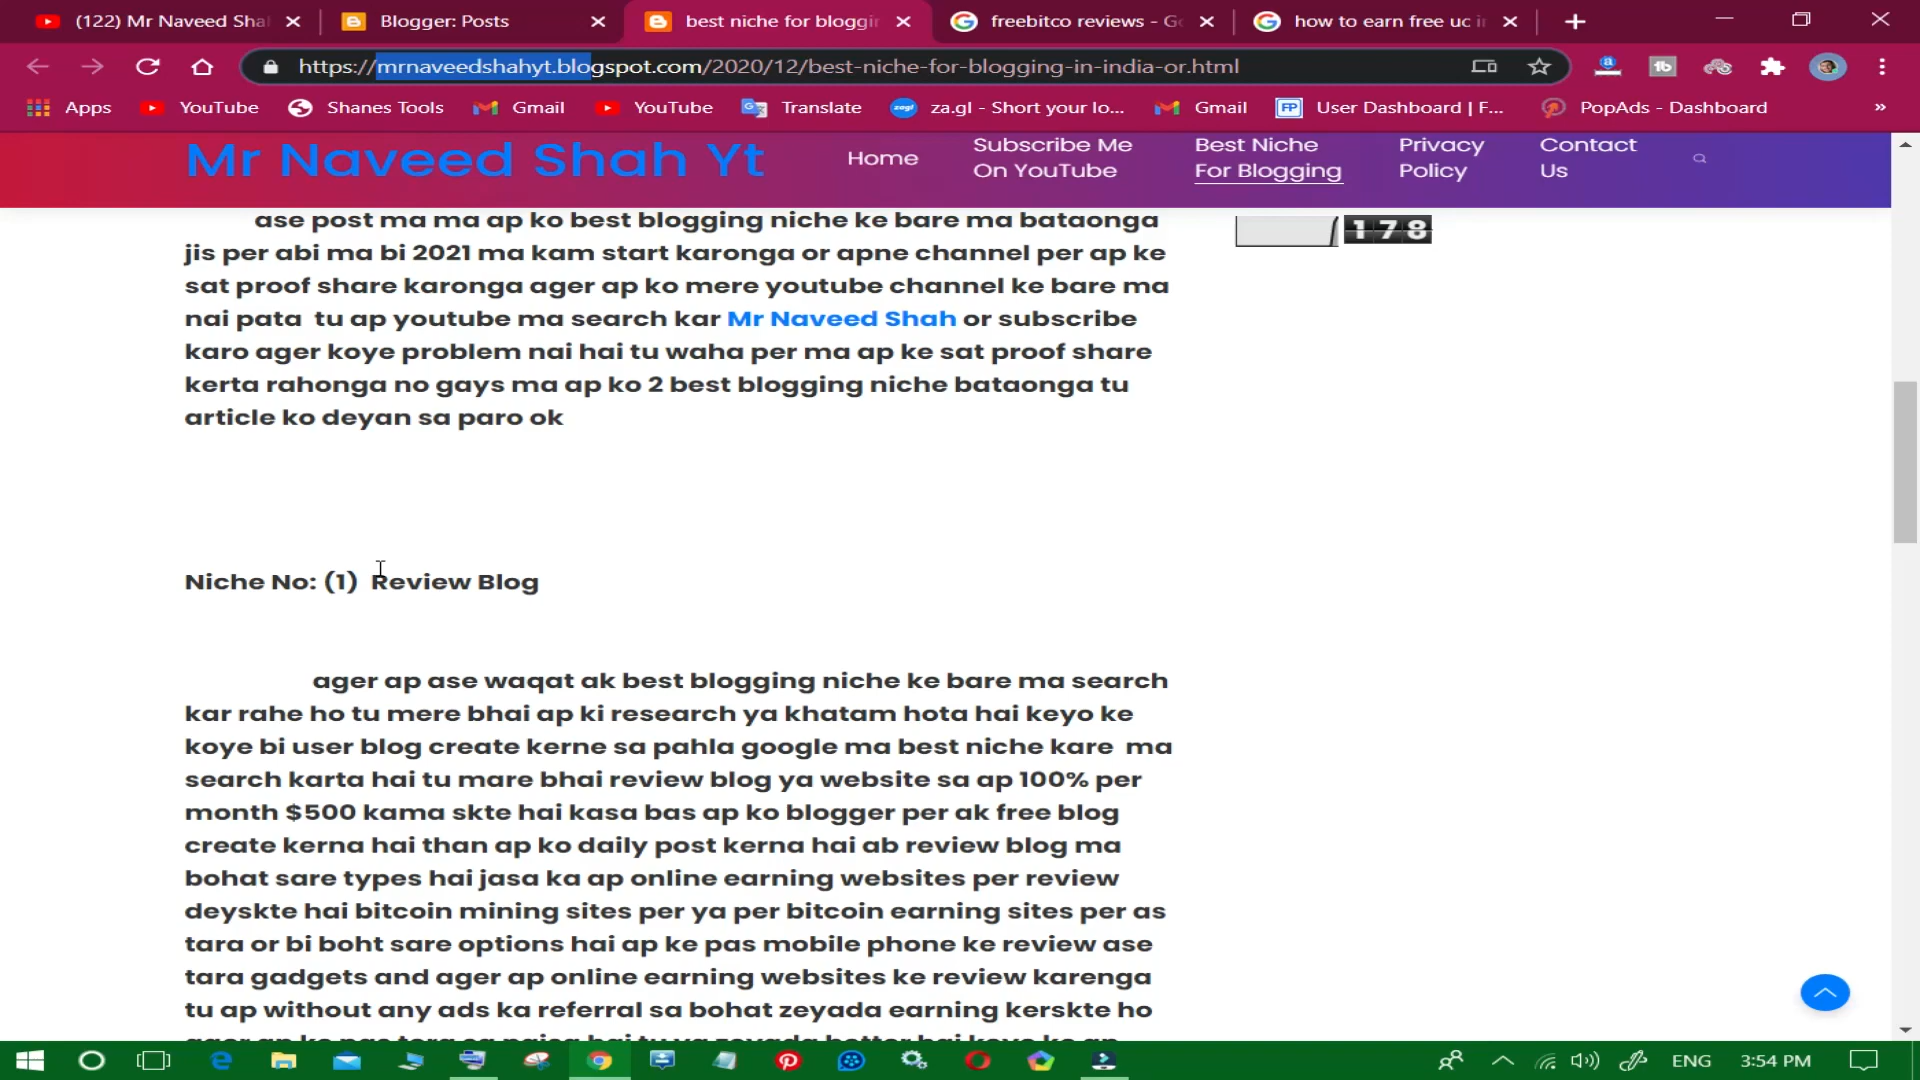 (122) Mr Naveed Sha
Blogger: Posts
best niche for bloggin
freebitco reviews - Go
how to earn free uc in
https://mrnaveedshahyt.blogspot.com/2020/12/best-niche-for-blogging-in-india-or.html
Apps
YouTube
Shanes Tools
Gmail
YouTube
Translate
za.gl - Short your lo...
Gmail
User Dashboard | F...
PopAds - Dashboard
»
Mr Naveed Shah Yt
Home
Subscribe Me
On YouTube
Best Niche
For Blogging
Privacy
Policy
Contact
Us
ase post ma ma ap ko best blogging niche ke bare ma bataonga
jis per abi ma bi 2021 ma kam start karonga or apne channel per ap ke
sat proof share karonga ager ap ko mere youtube channel ke bare ma
nai pata tu ap youtube ma search kar Mr Naveed Shah or subscribe
karo ager koye problem nai hai tu waha per ma ap ke sat proof share
kerta rahonga no gays ma ap ko 2 best blogging niche bataonga tu
article ko deyan sa paro ok
178
Niche No: (1) Review Blog
ager ap ase waqat ak best blogging niche ke bare ma search
kar rahe ho tu mere bhai ap ki research ya khatam hota hai keyo ke
koye bi user blog create kerne sa pahla google ma best niche kare ma
search karta hai tu mare bhai review blog ya website sa ap 100% per
month $500 kama skte hai kasa bas ap ko blogger per ak free blog
create kerna hai than ap ko daily post kerna hai ab review blog ma
bohat sare types hai jasa ka ap online earning websites per review
deyskte hai bitcoin mining sites per ya per bitcoin earning sites per as
tara or bi boht sare options hai ap ke pas mobile phone ke review ase
tara gadgets and ager ap online earning websites ke review karenga
tu ap without any ads ka referral sa bohat zeyada earning kerskte ho
ENG
3:54 PM